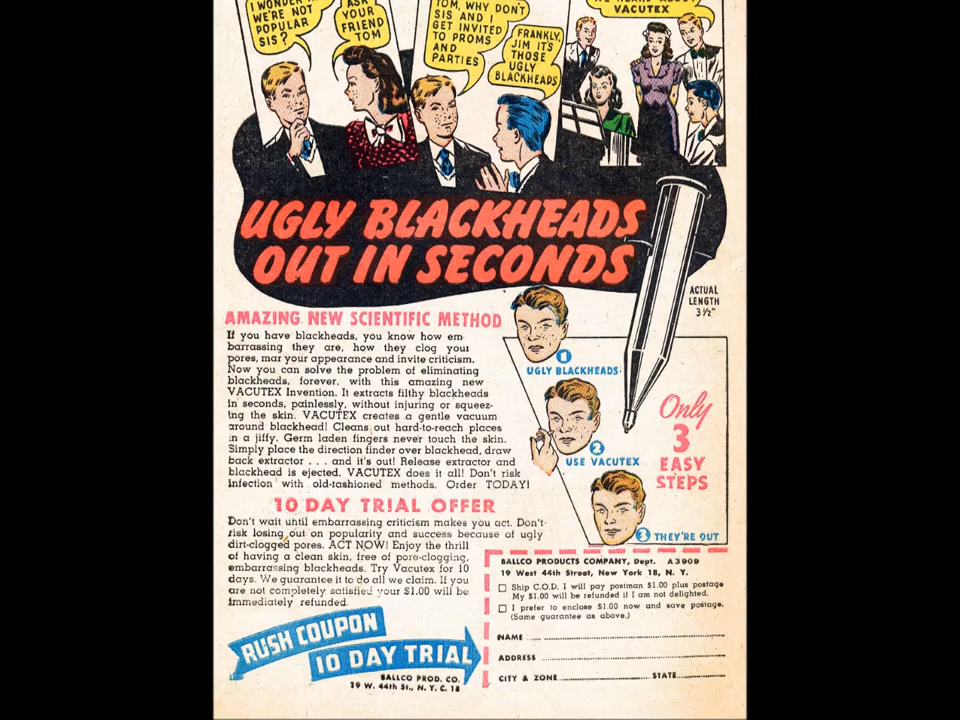 I WONDER
WE'RE NOT
POPULAR
SIS?
ASK
YOUR
FRIEND
TOM
TOM, WHY DON'T
SIS AND I
GET INVITED
TO PROMS
AND
PARTIES
FRANKLY,
JIM IT'S
THOSE
UGLY
BLACKHEADS
VACUTEX
UGLY BLACKHEADS
OUT IN SECONDS
ACTUAL
LENGTH
3½"
AMAZING NEW SCIENTIFIC METHOD
If you have blackheads, you know how em-
barrassing they are, how they clog your
pores, mar your appearance and invite criticism.
Now you can solve the problem of eliminating
blackheads, forever, with this amazing new
VACUTEX Invention. It extracts filthy blackheads
in seconds, painlessly, without injuring or squeez-
ing the skin. VACUTEX creates a gentle vacuum
around blackhead! Cleans out hard-to-reach places
in a jiffy. Germ laden fingers never touch the skin.
Simply place the direction finder over blackhead, draw
back extractor . . . and it's out! Release extractor and
blackhead is ejected. VACUTEX does it all! Don't risk
infection with old-fashioned methods. Order TODAY!
1
UGLY BLACKHEADS
2
USE VACUTEX
3 THEY'RE OUT
Only
3
EASY
STEPS
10 DAY TRIAL OFFER
Don't wait until embarrassing criticism makes you act. Don't
risk losing out on popularity and success because of ugly
dirt-clogged pores. ACT NOW! Enjoy the thrill
of having a clean skin, free of pore-clogging,
embarrassing blackheads. Try Vacutex for 10
days. We guarantee it to do all we claim. If you
are not completely satisfied your $1.00 will be
immediately refunded.
RUSH COUPON
10 DAY TRIAL
BALLCO PROD. CO.
19 W. 44th St., N. Y. C. 18
BALLCO PRODUCTS COMPANY, Dept. A3909
19 West 44th Street, New York 18, N. Y.
Ship C.O.D. I will pay postman $1.00 plus postage
My $1.00 will be refunded if I am not delighted.
I prefer to enclose $1.00 now and save postage.
(Same guarantee as above.)
NAME
ADDRESS
CITY & ZONE STATE